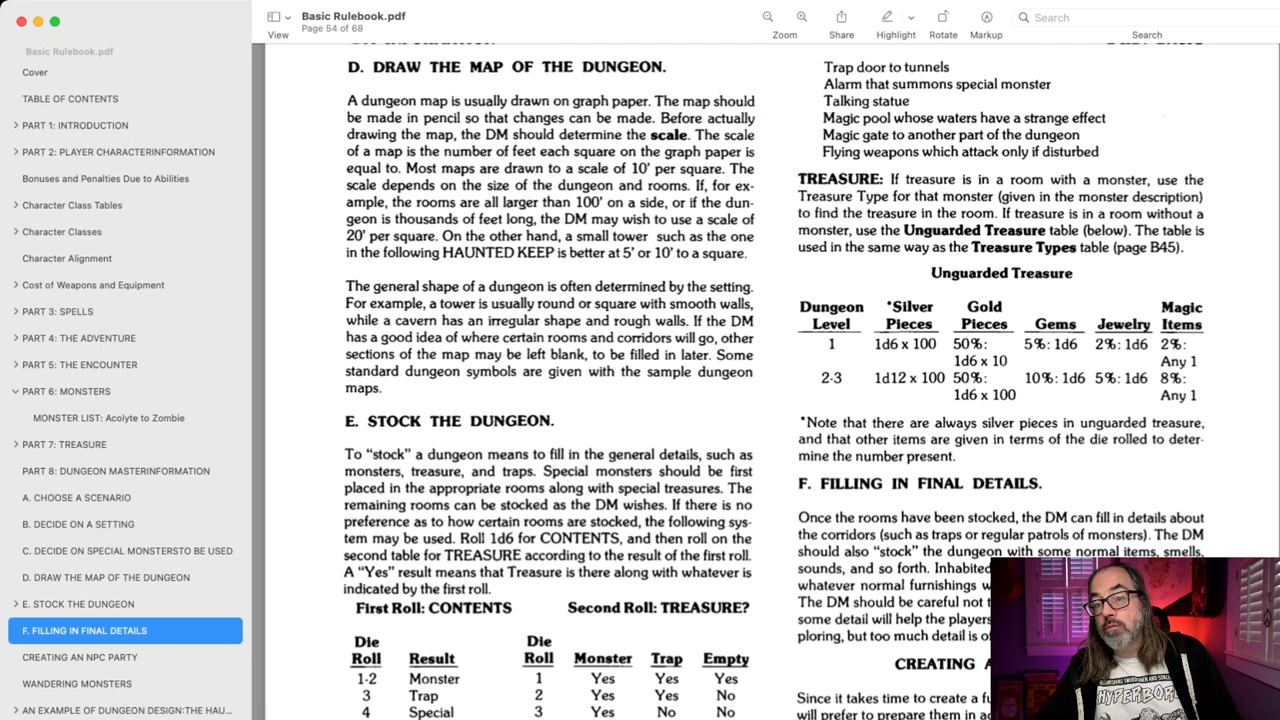 Basic Rulebook.pdf
Cover
TABLE OF CONTENTS
PART 1: INTRODUCTION
PART 2: PLAYER CHARACTERINFORMATION
Bonuses and Penalties Due to Abilities
Character Class Tables
Character Classes
Character Alignment
Cost of Weapons and Equipment
PART 3: SPELLS
PART 4: THE ADVENTURE
PART 5: THE ENCOUNTER
PART 6: MONSTERS
MONSTER LIST: Acolyte to Zombie
PART 7: TREASURE
PART 8: DUNGEON MASTERINFORMATION
A. CHOOSE A SCENARIO
B. DECIDE ON A SETTING
C. DECIDE ON SPECIAL MONSTERSTO BE USED
D. DRAW THE MAP OF THE DUNGEON
E. STOCK THE DUNGEON
F. FILLING IN FINAL DETAILS
CREATING AN NPC PARTY
WANDERING MONSTERS
AN EXAMPLE OF DUNGEON DESIGN:THE HAU...
Basic Rulebook.pdf
Page 54 of 68
View
Zoom
Share
Highlight
Rotate
Markup
Search
Search
D. DRAW THE MAP OF THE DUNGEON.
A dungeon map is usually drawn on graph paper. The map should
be made in pencil so that changes can be made. Before actually
drawing the map, the DM should determine the scale. The scale
of a map is the number of feet each square on the graph paper is
equal to. Most maps are drawn to a scale of 10' per square. The
scale depends on the size of the dungeon and rooms. If, for ex-
ample, the rooms are all larger than 100' on a side, or if the dun-
geon is thousands of feet long, the DM may wish to use a scale of
20' per square. On the other hand, a small tower such as the one
in the following HAUNTED KEEP is better at 5' or 10' to a square.
The general shape of a dungeon is often determined by the setting.
For example, a tower is usually round or square with smooth walls,
while a cavern has an irregular shape and rough walls. If the DM
has a good idea of where certain rooms and corridors will go, other
sections of the map may be left blank, to be filled in later. Some
standard dungeon symbols are given with the sample dungeon
maps.
E. STOCK THE DUNGEON.
To "stock" a dungeon means to fill in the general details, such as
monsters, treasure, and traps. Special monsters should be first
placed in the appropriate rooms along with special treasures. The
remaining rooms can be stocked as the DM wishes. If there is no
preference as to how certain rooms are stocked, the following sys-
tem may be used. Roll 1d6 for CONTENTS, and then roll on the
second table for TREASURE according to the result of the first roll.
A "Yes" result means that Treasure is there along with whatever is
indicated by the first roll.
First Roll: CONTENTS Second Roll: TREASURE?
Die Die
Roll Result Roll Monster Trap Empty
1-2 Monster 1 Yes Yes Yes
3 Trap 2 Yes Yes No
4 Special 3 Yes No No
Trap door to tunnels
Alarm that summons special monster
Talking statue
Magic pool whose waters have a strange effect
Magic gate to another part of the dungeon
Flying weapons which attack only if disturbed
TREASURE: If treasure is in a room with a monster, use the
Treasure Type for that monster (given in the monster description)
to find the treasure in the room. If treasure is in a room without a
monster, use the Unguarded Treasure table (below). The table is
used in the same way as the Treasure Types table (page B45).
Unguarded Treasure
Dungeon *Silver Gold Magic
Level Pieces Pieces Gems Jewelry Items
1 1d6 x 100 50%: 5%: 1d6 2%: 1d6 2%:
1d6 x 10 Any 1
2-3 1d12 x 100 50%: 10%: 1d6 5%: 1d6 8%:
1d6 x 100 Any 1
*Note that there are always silver pieces in unguarded treasure,
and that other items are given in terms of the die rolled to deter-
mine the number present.
F. FILLING IN FINAL DETAILS.
Once the rooms have been stocked, the DM can fill in details about
the corridors (such as traps or regular patrols of monsters). The DM
should also "stock" the dungeon with some normal items, smells,
sounds, and so forth. Inhabited
whatever normal furnishings
The DM should be careful not
some detail will help the players
ploring, but too much detail is
CREATING
Since it takes time to create a
will prefer to prepare them in
HYPERBOR